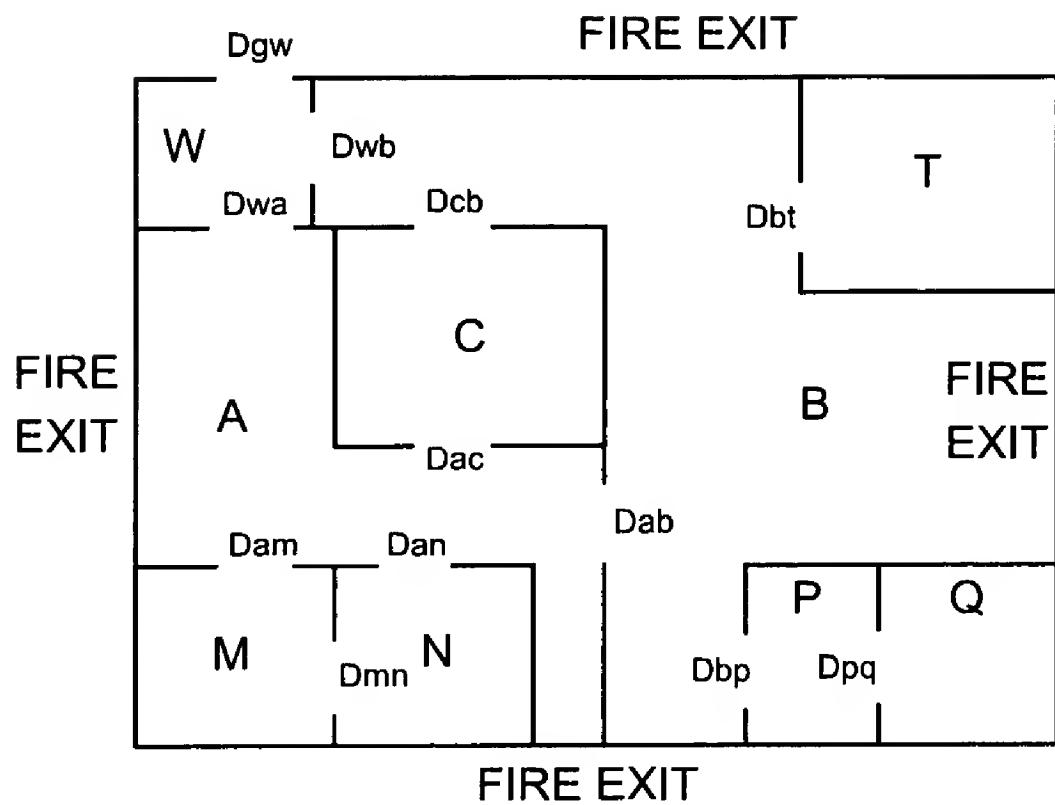 Dgw
FIRE EXIT
W
Dwb
T
Dwa
Dcb
Dbt
C
FIRE
EXIT
A
B
FIRE
EXIT
Dac
Dab
Dam
Dan
P
Q
M
Dmn
N
Dbp
Dpq
FIRE EXIT